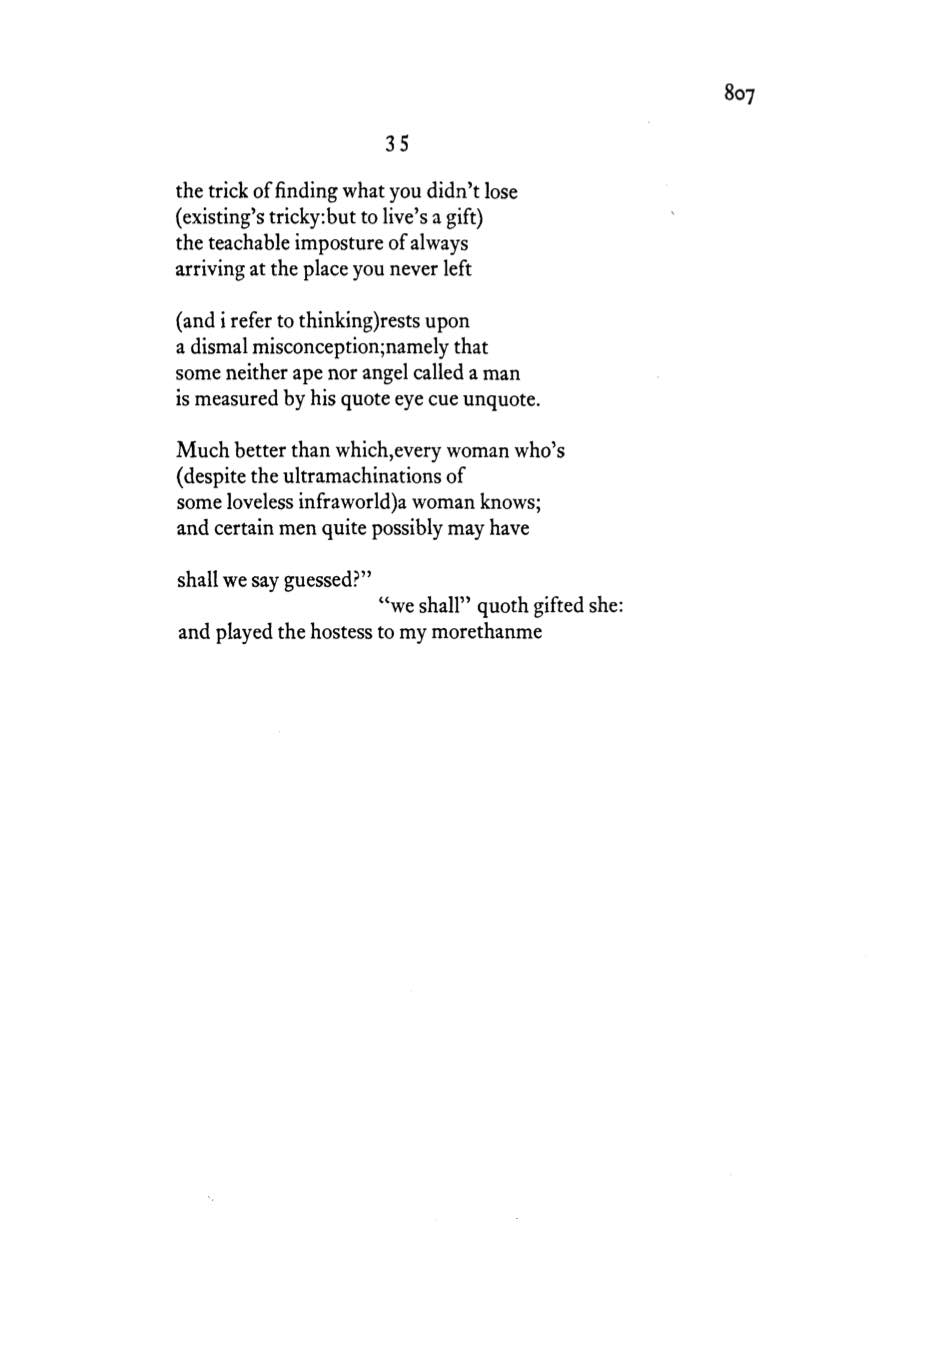 807
35
the trick of finding what you didn't lose
(existing's tricky:but to live's a gift)
the teachable imposture of always
arriving at the place you never left
(and i refer to thinking)rests upon
a dismal misconception;namely that
some neither ape nor angel called a man
is measured by his quote eye cue unquote.
Much better than which,every woman who's
(despite the ultramachinations of
some loveless infraworld)a woman knows;
and certain men quite possibly may have
shall we say guessed?”
“we shall” quoth gifted she:
and played the hostess to my morethanme